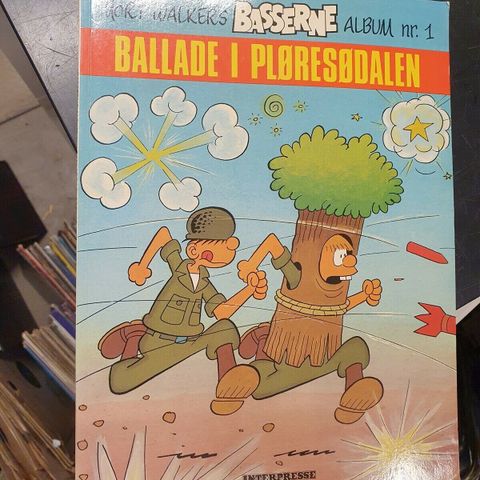 MORT WALKERS BASSERNE ALBUM nr. 1
BALLADE I PLØRESØDALEN
INTERPRESSE